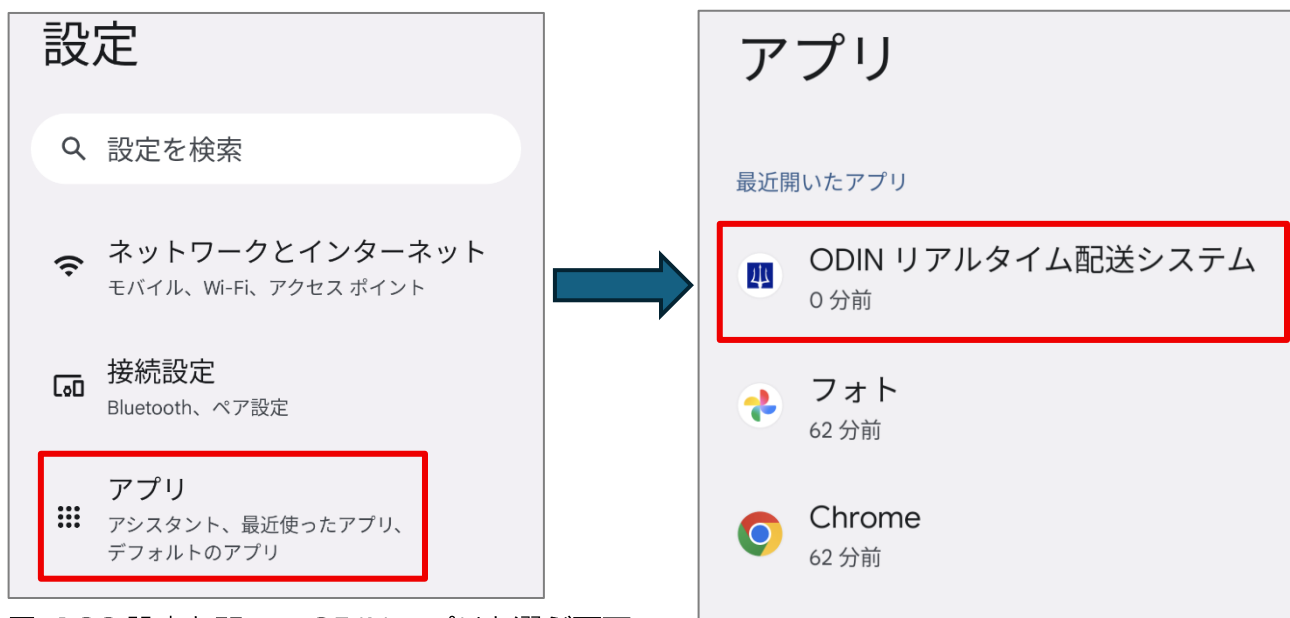 設定
設定を検索
ネットワークとインターネット
モバイル、Wi-Fi、アクセス ポイント
接続設定
Bluetooth、ペア設定
アプリ
アシスタント、最近使ったアプリ、
デフォルトのアプリ
アプリ
最近開いたアプリ
ODIN リアルタイム配送システム
0 分前
フォト
62 分前
Chrome
62 分前